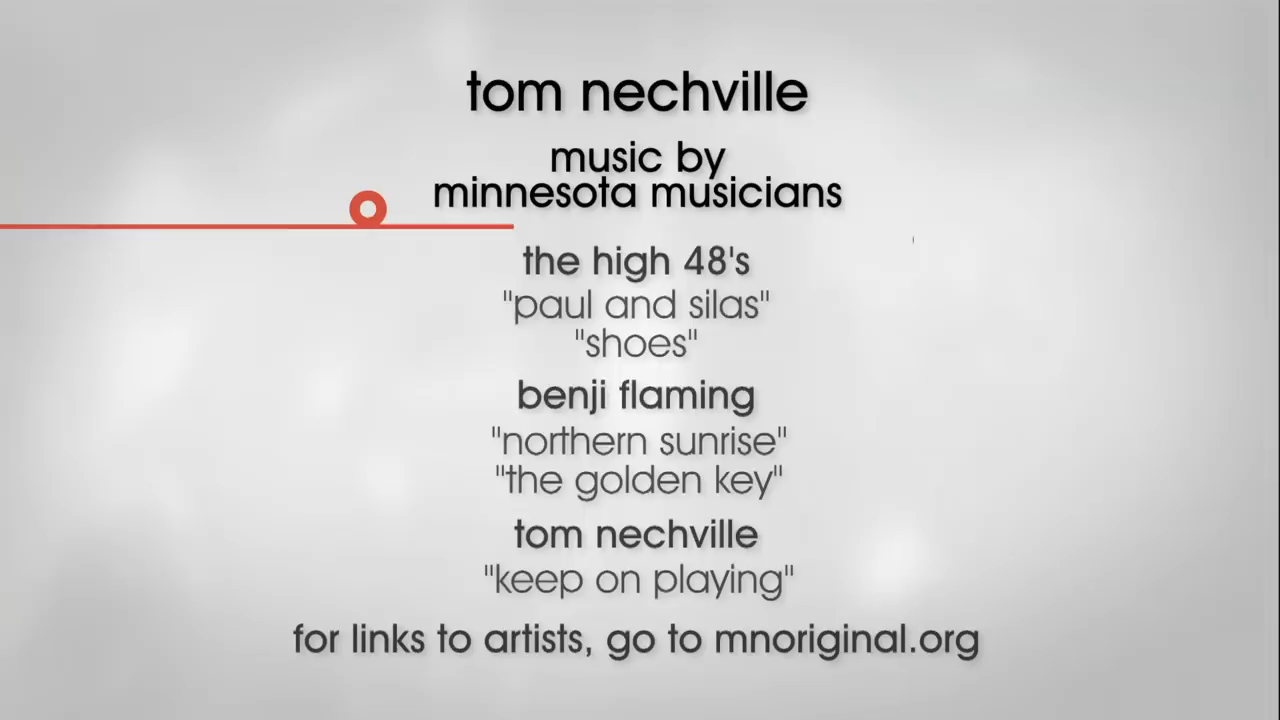 tom nechville
music by
minnesota musicians
the high 48's
"paul and silas"
"shoes"
benji flaming
"northern sunrise"
"the golden key"
tom nechville
"keep on playing"
for links to artists, go to mnoriginal.org